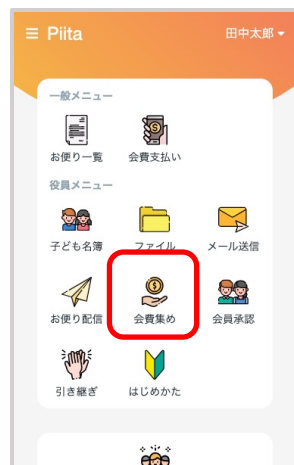 Piita 田中太郎
一般メニュー
お便り一覧 会費支払い
役員メニュー
子ども名簿 ファイル メール送信
お便り配信 会費集め 会員承認
引き継ぎ はじめかた